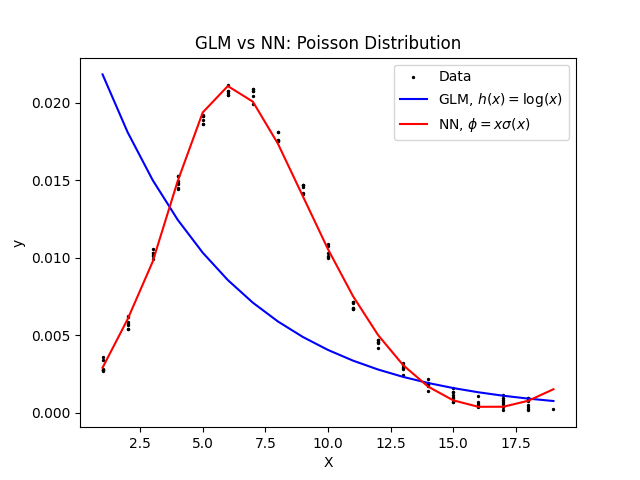 GLM vs NN: Poisson Distribution
Data
GLM, h(x) = log(x)
NN, ϕ = xσ(x)
0.020
0.015
0.010
0.005
0.000
y
2.5 5.0 7.5 10.0 12.5 15.0 17.5
X